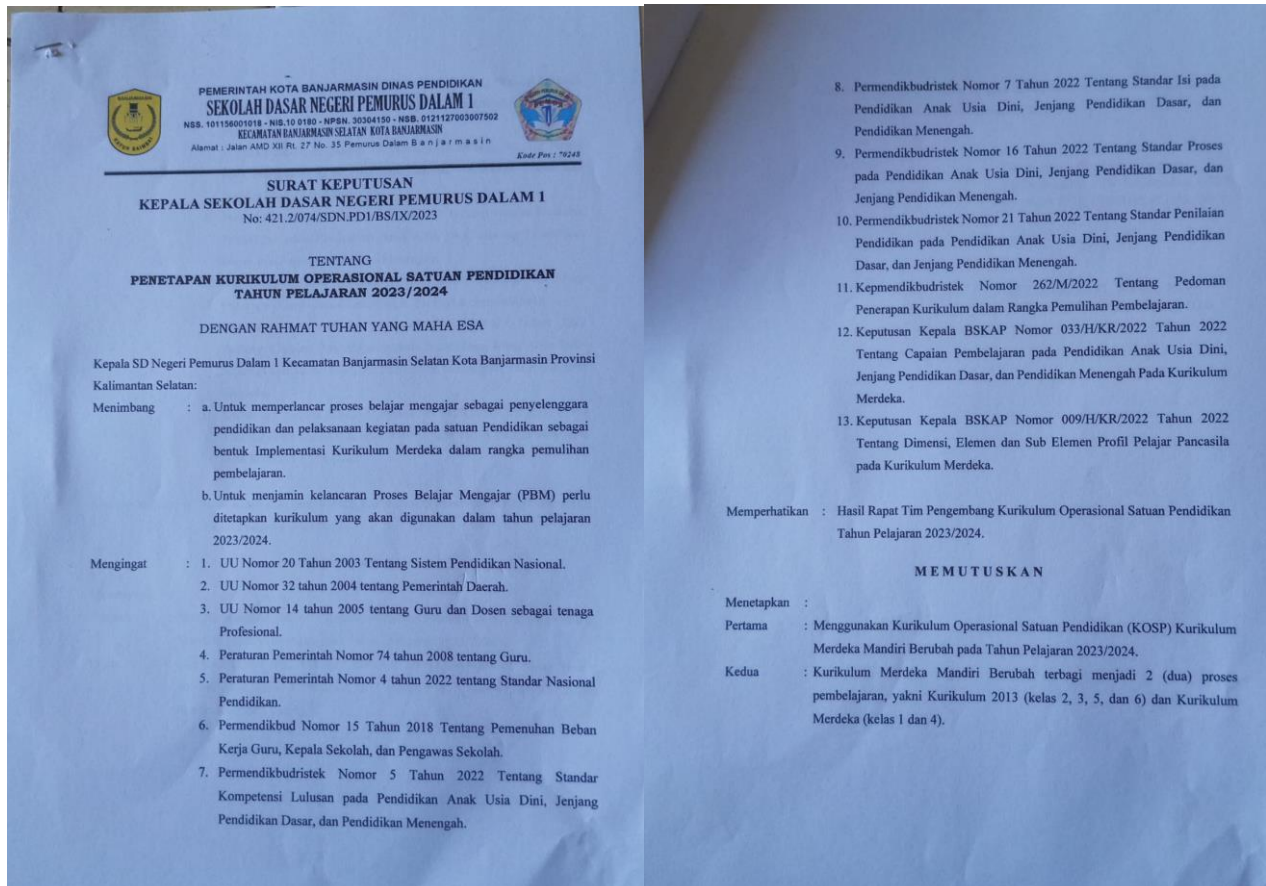 PEMERINTAH KOTA BANJARMASIN DINAS PENDIDIKAN
SEKOLAH DASAR NEGERI PEMURUS DALAM 1
NSS. 101156001018 - NIS.10 0180 - NPSN. 30304150 - NSB. 0121127003007502
KECAMATAN BANJARMASIN SELATAN KOTA BANJARMASIN
Alamat : Jalan AMD XII Rt. 27 No. 35 Pemurus Dalam B a n j a r m a s i n
Kode Pos : 70248
SURAT KEPUTUSAN
KEPALA SEKOLAH DASAR NEGERI PEMURUS DALAM 1
No: 421.2/074/SDN.PD1/BS/IX/2023
TENTANG
PENETAPAN KURIKULUM OPERASIONAL SATUAN PENDIDIKAN
TAHUN PELAJARAN 2023/2024
DENGAN RAHMAT TUHAN YANG MAHA ESA
Kepala SD Negeri Pemurus Dalam 1 Kecamatan Banjarmasin Selatan Kota Banjarmasin Provinsi
Kalimantan Selatan:
Menimbang : a. Untuk memperlancar proses belajar mengajar sebagai penyelenggara
pendidikan dan pelaksanaan kegiatan pada satuan Pendidikan sebagai
bentuk Implementasi Kurikulum Merdeka dalam rangka pemulihan
pembelajaran.
b. Untuk menjamin kelancaran Proses Belajar Mengajar (PBM) perlu
ditetapkan kurikulum yang akan digunakan dalam tahun pelajaran
2023/2024.
Mengingat : 1. UU Nomor 20 Tahun 2003 Tentang Sistem Pendidikan Nasional.
2. UU Nomor 32 tahun 2004 tentang Pemerintah Daerah.
3. UU Nomor 14 tahun 2005 tentang Guru dan Dosen sebagai tenaga
Profesional.
4. Peraturan Pemerintah Nomor 74 tahun 2008 tentang Guru.
5. Peraturan Pemerintah Nomor 4 tahun 2022 tentang Standar Nasional
Pendidikan.
6. Permendikbud Nomor 15 Tahun 2018 Tentang Pemenuhan Beban
Kerja Guru, Kepala Sekolah, dan Pengawas Sekolah.
7. Permendikbudristek Nomor 5 Tahun 2022 Tentang Standar
Kompetensi Lulusan pada Pendidikan Anak Usia Dini, Jenjang
Pendidikan Dasar, dan Pendidikan Menengah.
8. Permendikbudristek Nomor 7 Tahun 2022 Tentang Standar Isi pada
Pendidikan Anak Usia Dini, Jenjang Pendidikan Dasar, dan
Pendidikan Menengah.
9. Permendikbudristek Nomor 16 Tahun 2022 Tentang Standar Proses
pada Pendidikan Anak Usia Dini, Jenjang Pendidikan Dasar, dan
Jenjang Pendidikan Menengah.
10. Permendikbudristek Nomor 21 Tahun 2022 Tentang Standar Penilaian
Pendidikan pada Pendidikan Anak Usia Dini, Jenjang Pendidikan
Dasar, dan Jenjang Pendidikan Menengah.
11. Kepmendikbudristek Nomor 262/M/2022 Tentang Pedoman
Penerapan Kurikulum dalam Rangka Pemulihan Pembelajaran.
12. Keputusan Kepala BSKAP Nomor 033/H/KR/2022 Tahun 2022
Tentang Capaian Pembelajaran pada Pendidikan Anak Usia Dini,
Jenjang Pendidikan Dasar, dan Pendidikan Menengah Pada Kurikulum
Merdeka.
13. Keputusan Kepala BSKAP Nomor 009/H/KR/2022 Tahun 2022
Tentang Dimensi, Elemen dan Sub Elemen Profil Pelajar Pancasila
pada Kurikulum Merdeka.
Memperhatikan : Hasil Rapat Tim Pengembang Kurikulum Operasional Satuan Pendidikan
Tahun Pelajaran 2023/2024.
M E M U T U S K A N
Menetapkan :
Pertama : Menggunakan Kurikulum Operasional Satuan Pendidikan (KOSP) Kurikulum
Merdeka Mandiri Berubah pada Tahun Pelajaran 2023/2024.
Kedua : Kurikulum Merdeka Mandiri Berubah terbagi menjadi 2 (dua) proses
pembelajaran, yakni Kurikulum 2013 (kelas 2, 3, 5, dan 6) dan Kurikulum
Merdeka (kelas 1 dan 4).